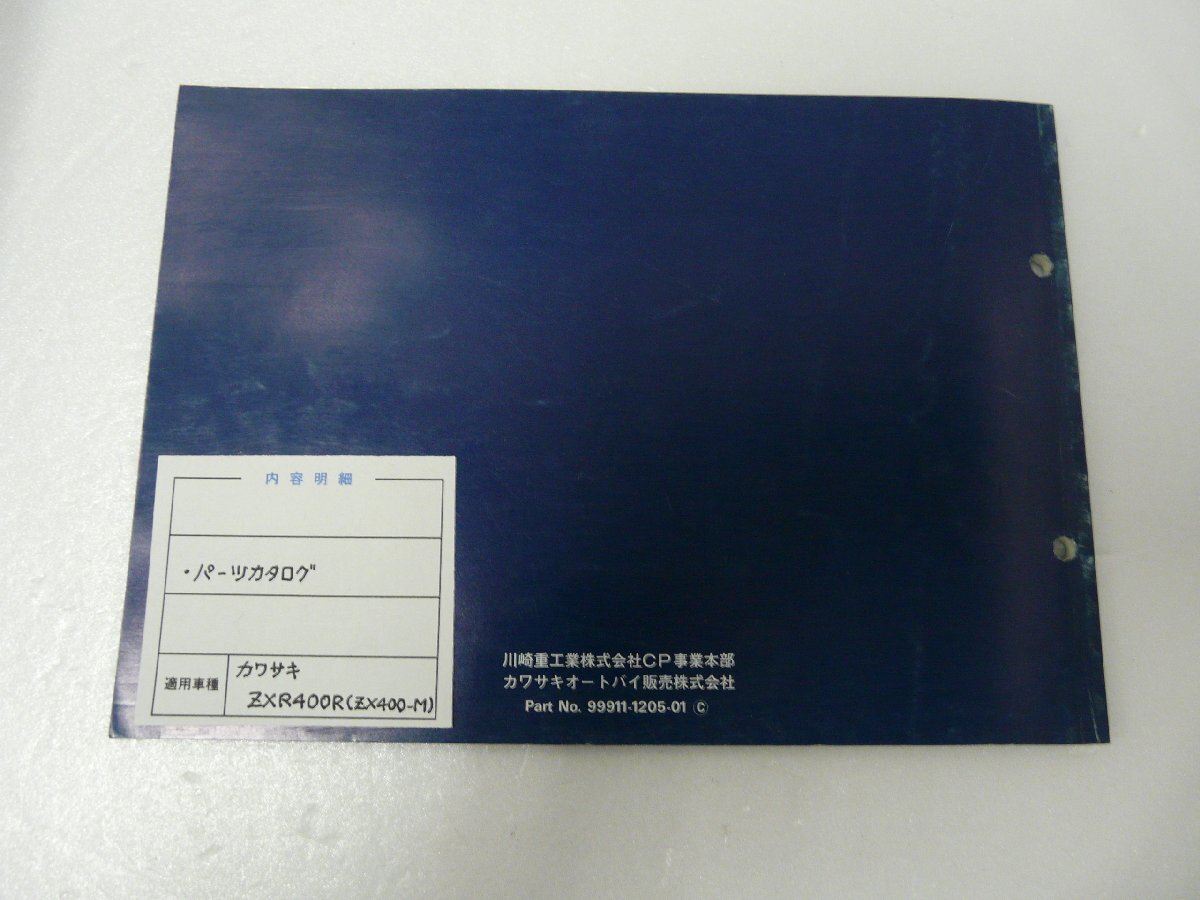 内容明細
・パーツカタログ
適用車種
カワサキ
ZXR400R(ZX400-M)
川崎重工業株式会社CP事業本部
カワサキオートバイ販売株式会社
Part No. 99911-1205-01 Ⓒ